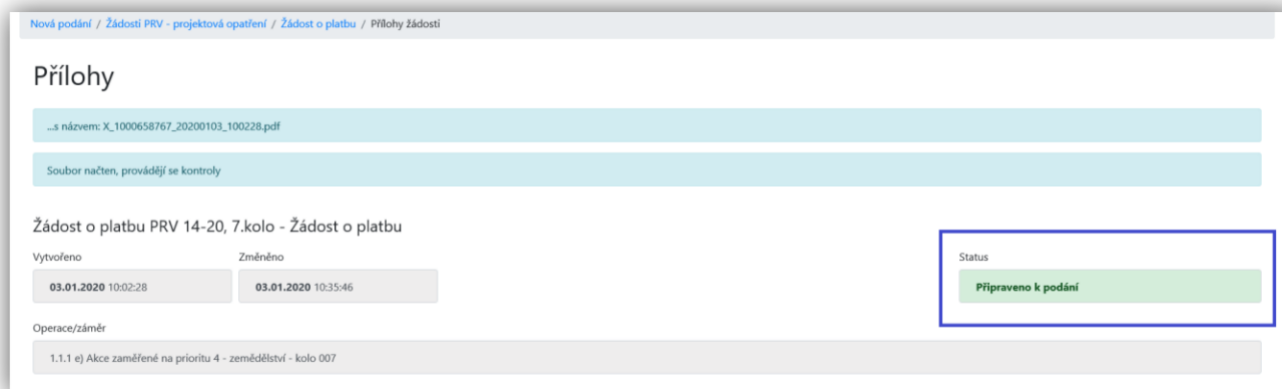 Nová podání / Žádosti PRV - projektová opatření / Žádost o platbu / Přílohy žádosti
Přílohy
...s názvem: X_1000658767_20200103_100228.pdf
Soubor načten, provádějí se kontroly
Žádost o platbu PRV 14-20, 7.kolo - Žádost o platbu
Vytvořeno Změněno Status
03.01.2020 10:02:28 03.01.2020 10:35:46 Připraveno k podání
Operace/záměr
1.1.1 e) Akce zaměřené na prioritu 4 - zemědělství - kolo 007